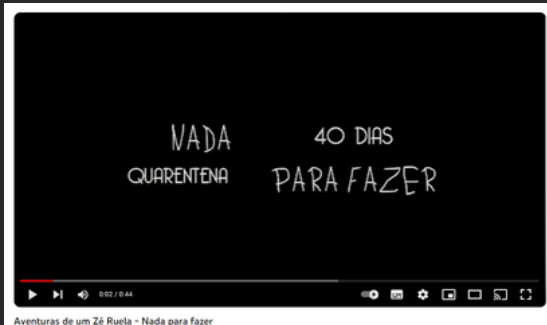 NADA
40 DIAS
QUARENTENA
PARA FAZER
0:02 / 0:44
Aventuras de um Zé Ruela - Nada para fazer